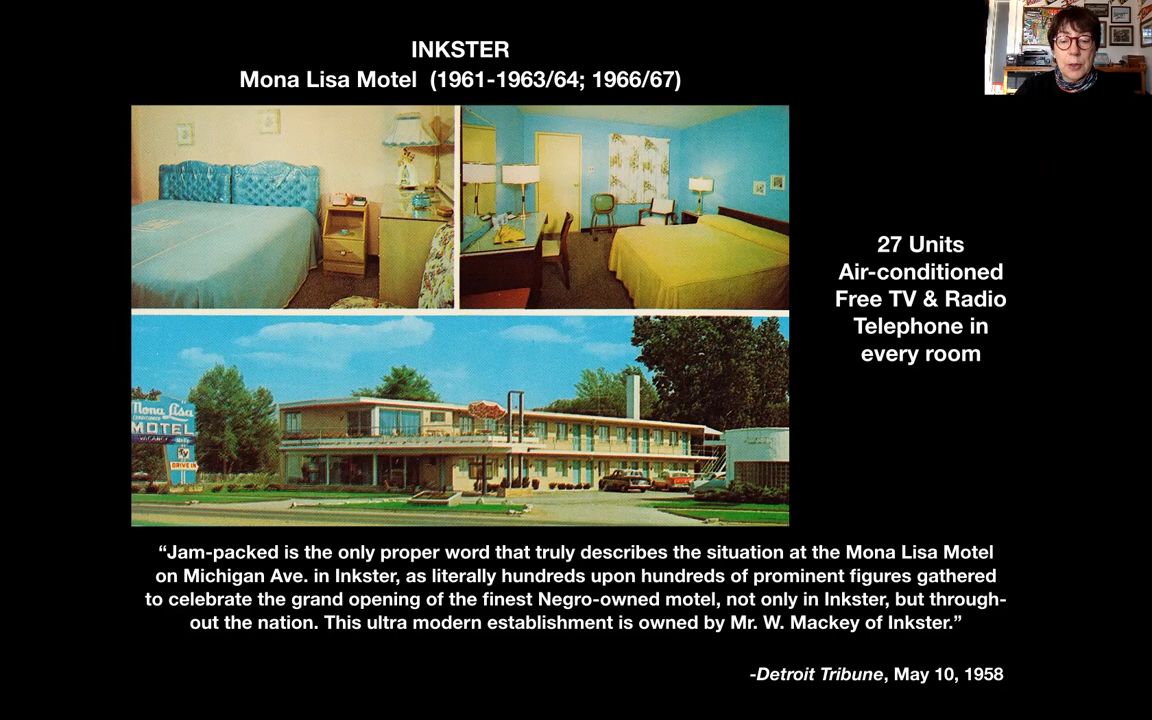 INKSTER
Mona Lisa Motel (1961-1963/64; 1966/67)
Mona Lisa
MOTEL
DRIVE IN
27 Units
Air-conditioned
Free TV & Radio
Telephone in
every room
“Jam-packed is the only proper word that truly describes the situation at the Mona Lisa Motel
on Michigan Ave. in Inkster, as literally hundreds upon hundreds of prominent figures gathered
to celebrate the grand opening of the finest Negro-owned motel, not only in Inkster, but through-
out the nation. This ultra modern establishment is owned by Mr. W. Mackey of Inkster.”
-Detroit Tribune, May 10, 1958